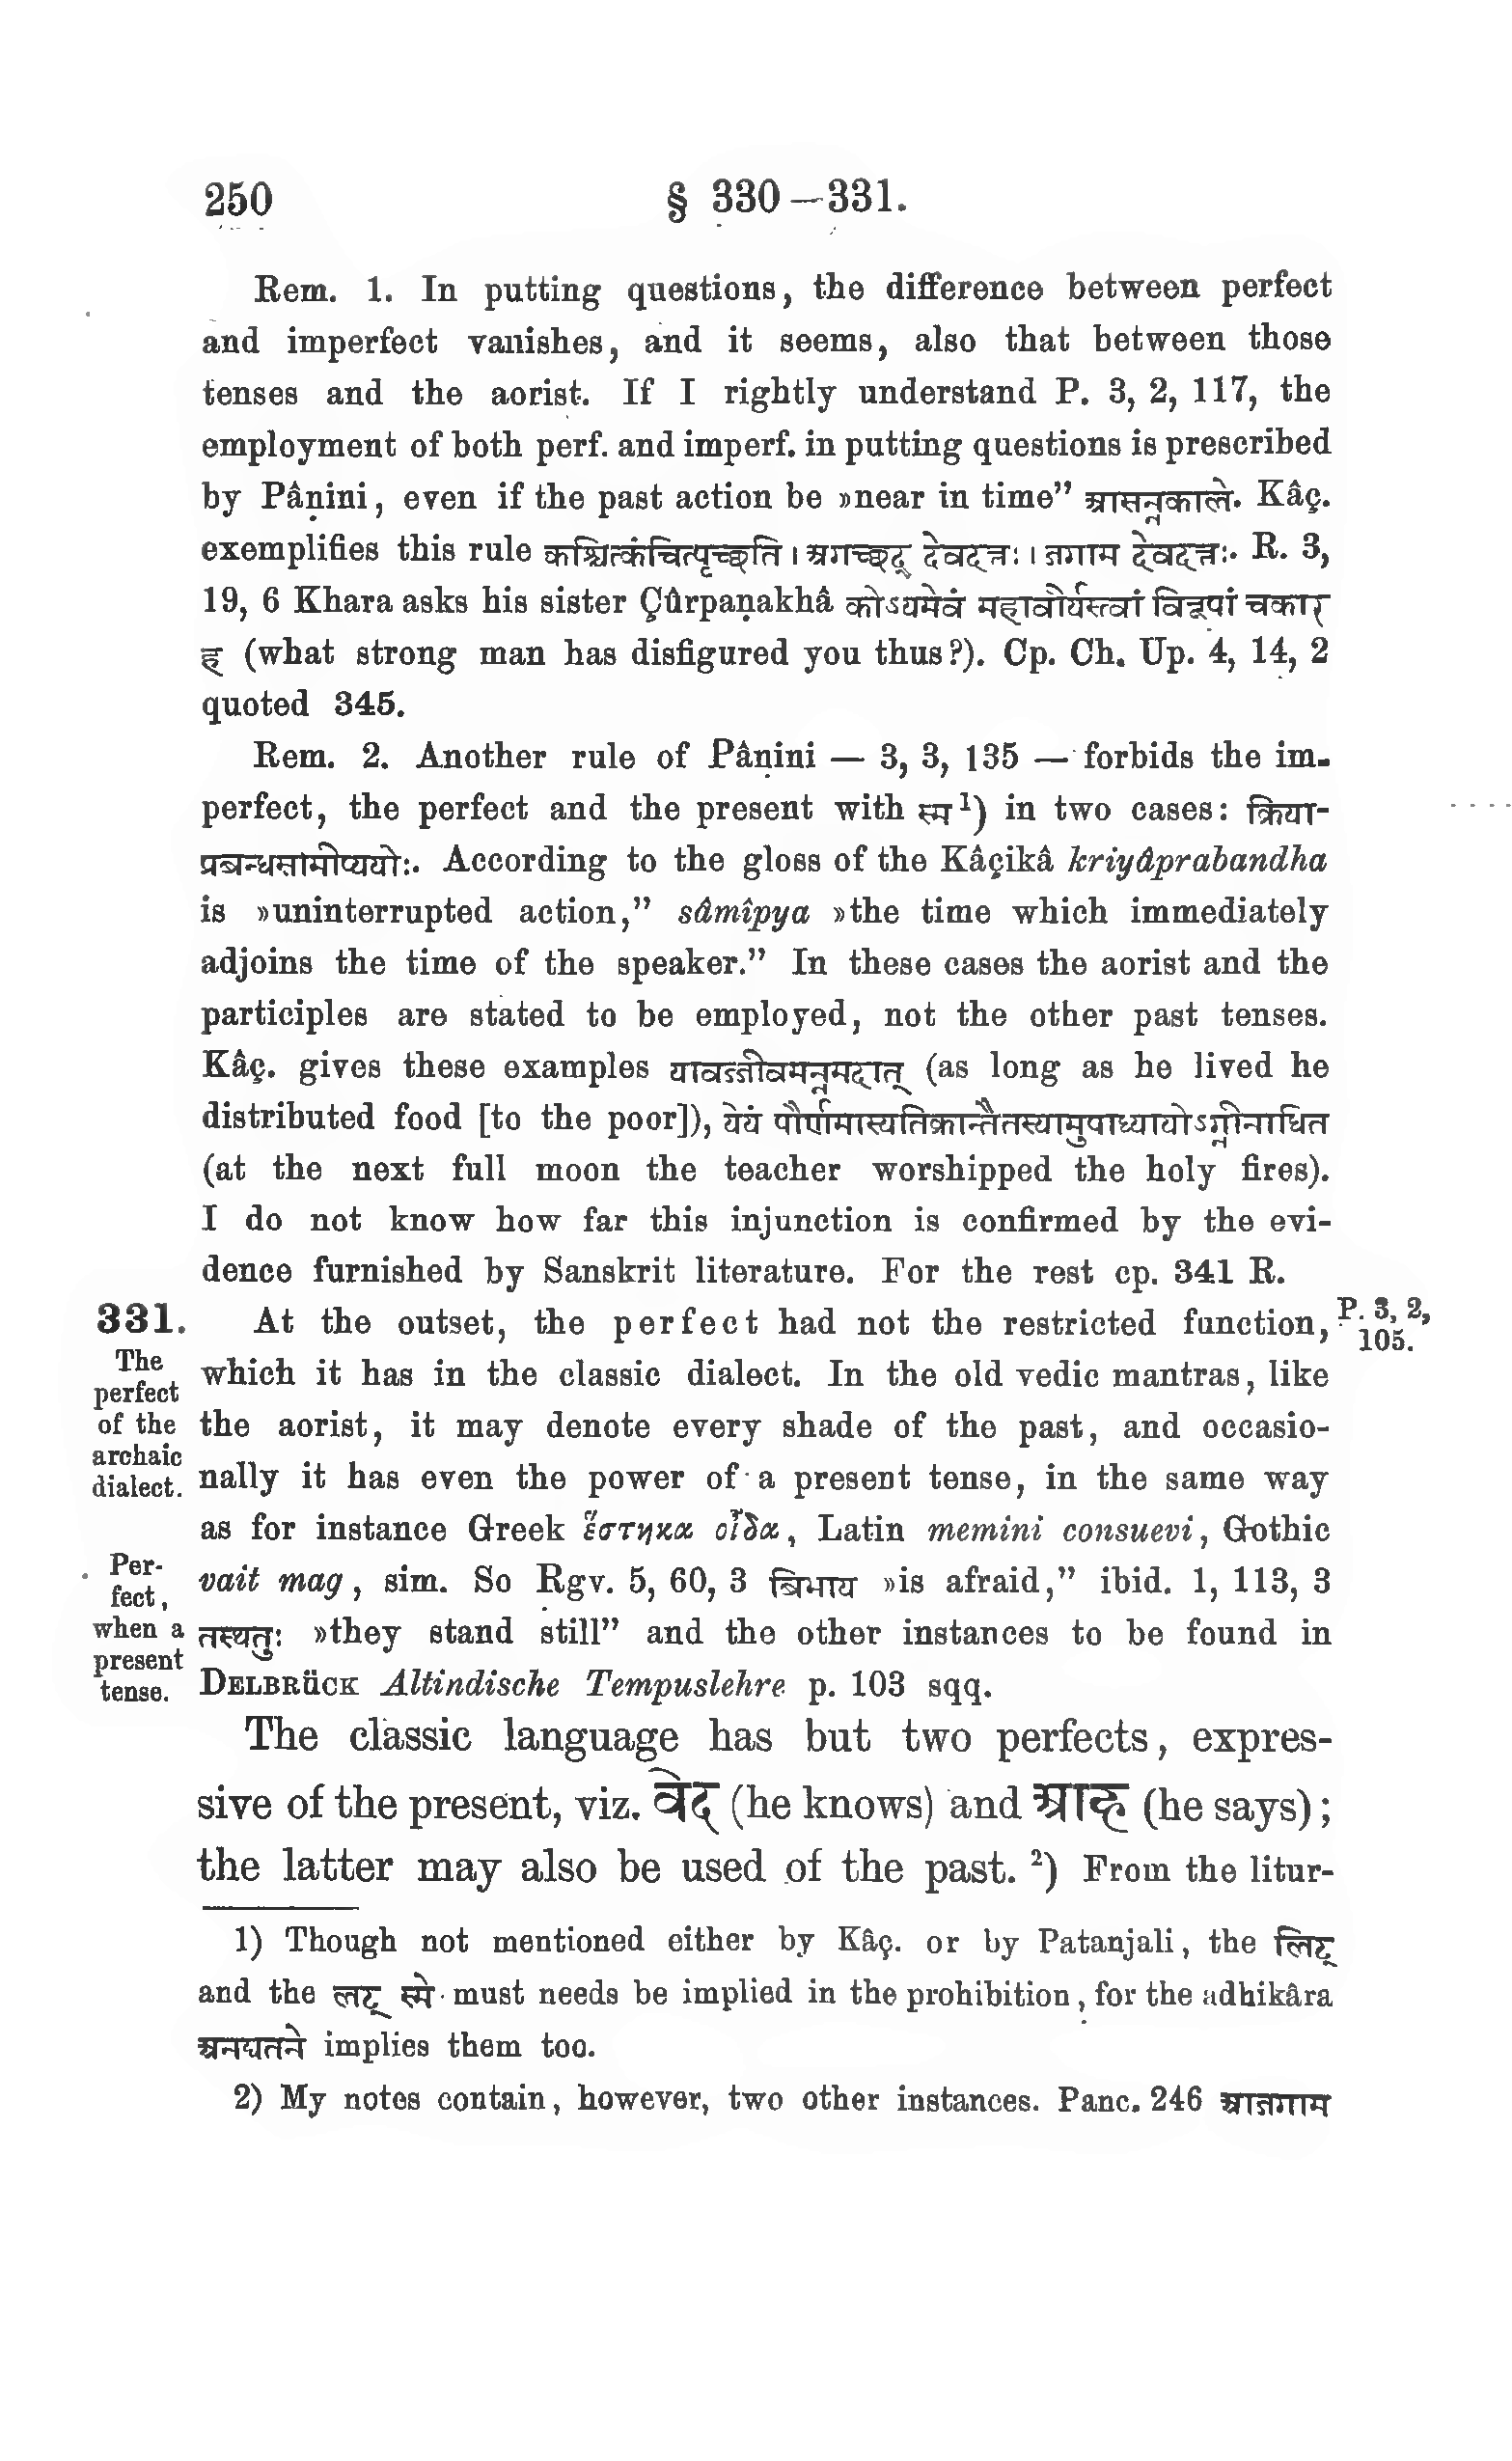 250 § 330–331.
Rem. 1. In putting questions, the difference between perfect
and imperfect vanishes, and it seems, also that between those
tenses and the aorist. If I rightly understand P. 3, 2, 117, the
employment of both perf. and imperf. in putting questions is prescribed
by Pâṇini, even if the past action be »near in time” आसन्नकाले. Kâç.
exemplifies this rule कश्चित्कंचित्पृच्छति । अगच्छद् देवदत्तः । जगाम देवदत्तः. R. 3,
19, 6 Khara asks his sister Çûrpaṇakhâ कोऽयमेवं महावीर्यस्त्वां विरूपां चकार
ह (what strong man has disfigured you thus?). Cp. Ch. Up. 4, 14, 2
quoted 345.
Rem. 2. Another rule of Pâṇini — 3, 3, 135 — forbids the im-
perfect, the perfect and the present with स्म ¹) in two cases: क्रिया-
प्रबन्धसामीप्ययोः. According to the gloss of the Kâçikâ kriyâprabandha
is »uninterrupted action,” sâmîpya »the time which immediately
adjoins the time of the speaker.” In these cases the aorist and the
participles are stated to be employed, not the other past tenses.
Kâç. gives these examples यावज्जीवमन्नमदात् (as long as he lived he
distributed food [to the poor]), येयं पौर्णमास्यतिक्रान्तैतस्यामुपाध्यायोऽग्नीनाधित
(at the next full moon the teacher worshipped the holy fires).
I do not know how far this injunction is confirmed by the evi-
dence furnished by Sanskrit literature. For the rest cp. 341 R.
331.
The
perfect
of the
archaic
dialect.
At the outset, the perfect had not the restricted function,
P. 3, 2,
105.
which it has in the classic dialect. In the old vedic mantras, like
the aorist, it may denote every shade of the past, and occasio-
nally it has even the power of a present tense, in the same way
as for instance Greek ἕστηκα οἶδα, Latin memini consuevi, Gothic
Per-
fect,
when a
present
tense.
vait mag, sim. So Ṛgv. 5, 60, 3 बिभाय »is afraid,” ibid. 1, 113, 3
तस्थतुः »they stand still” and the other instances to be found in
DELBRüCK Altindische Tempuslehre p. 103 sqq.
The classic language has but two perfects, expres-
sive of the present, viz. वेद (he knows) and आह (he says);
the latter may also be used of the past. ²) From the litur-
1) Though not mentioned either by Kâç. or by Patanjali, the लिट्
and the लट् स्मे must needs be implied in the prohibition, for the adhikâra
अनद्यतने implies them too.
2) My notes contain, however, two other instances. Panc. 246 आजगाम